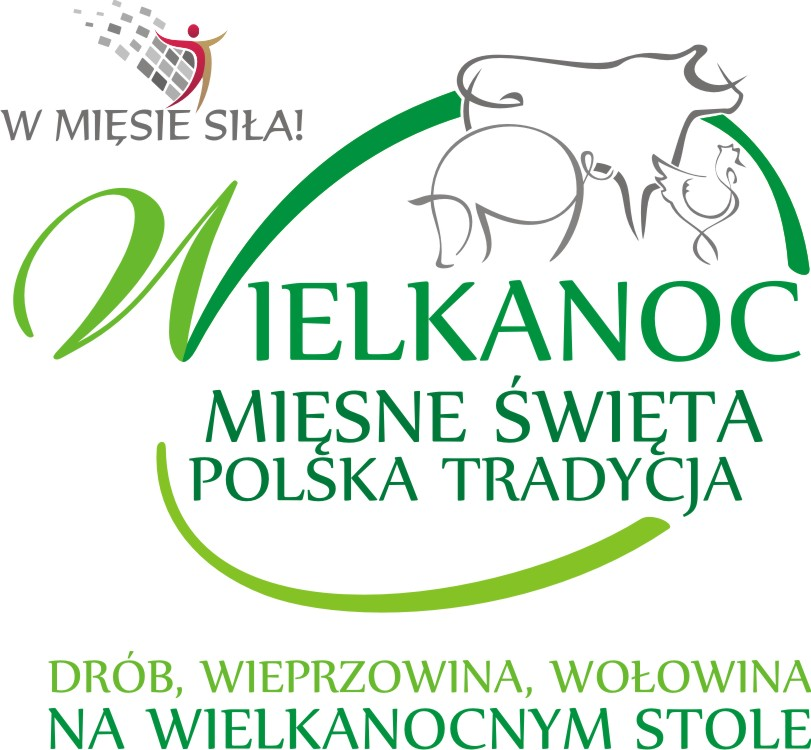 W MIĘSIE SIŁA!
WIELKANOC
MIĘSNE ŚWIĘTA
POLSKA TRADYCJA
DRÓB, WIEPRZOWINA, WOŁOWINA
NA WIELKANOCNYM STOLE